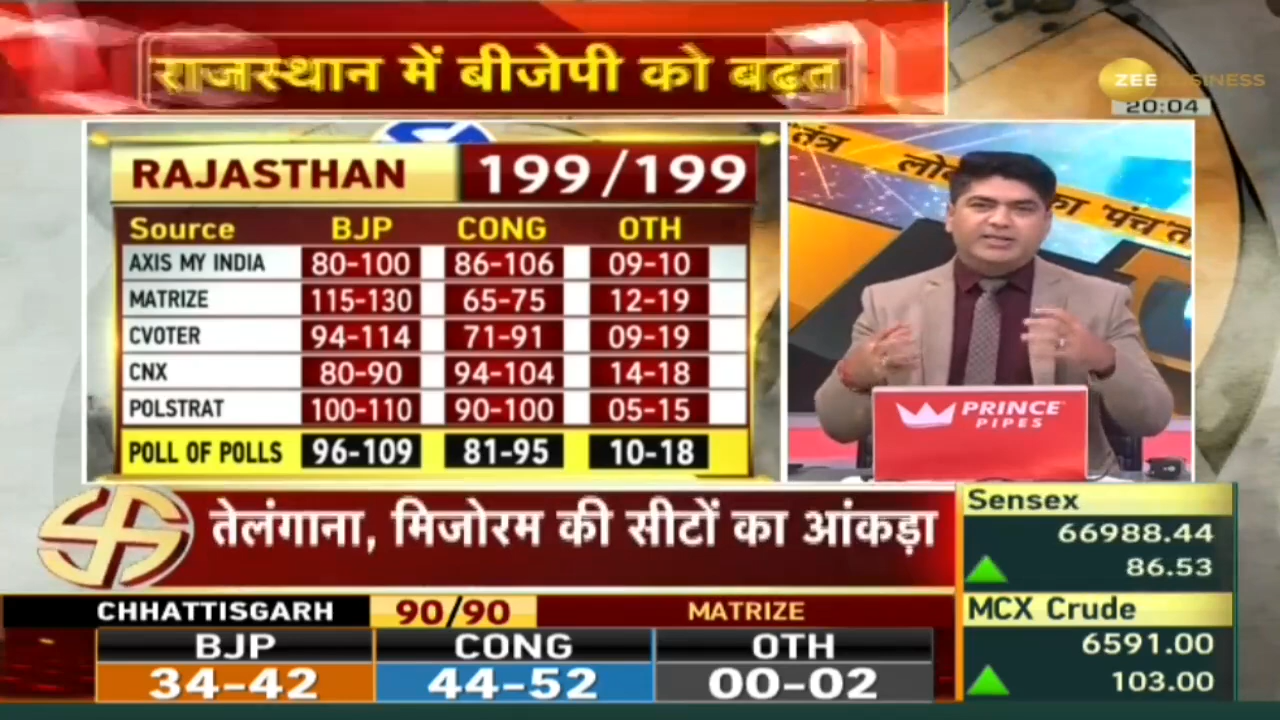 राजस्थान में बीजेपी को बढ़त
ZEE BUSINESS
20:04
RAJASTHAN 199/199
Source BJP CONG OTH
AXIS MY INDIA 80-100 86-106 09-10
MATRIZE 115-130 65-75 12-19
CVOTER 94-114 71-91 09-19
CNX 80-90 94-104 14-18
POLSTRAT 100-110 90-100 05-15
POLL OF POLLS 96-109 81-95 10-18
का 'पंच'त
PRINCE
PIPES
तेलंगाना, मिजोरम की सीटों का आंकड़ा
Sensex
66988.44
86.53
MCX Crude
6591.00
103.00
CHHATTISGARH 90/90 MATRIZE
BJP CONG OTH
34-42 44-52 00-02